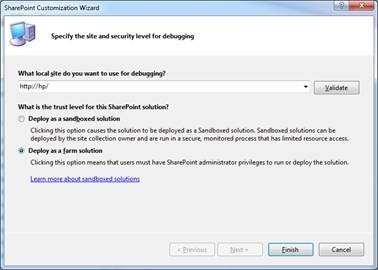 SharePoint Customization Wizard
Specify the site and security level for debugging
What local site do you want to use for debugging?
http://hp/
Validate
What is the trust level for this SharePoint solution?
Deploy as a sandboxed solution
Clicking this option causes the solution to be deployed as a Sandboxed solution. Sandboxed solutions can be
deployed by the site collection owner and are run in a secure, monitored process that has limited resource access.
Deploy as a farm solution
Clicking this option means that users must have SharePoint administrator privileges to run or deploy the solution.
Learn more about sandboxed solutions
< Previous
Next >
Finish
Cancel